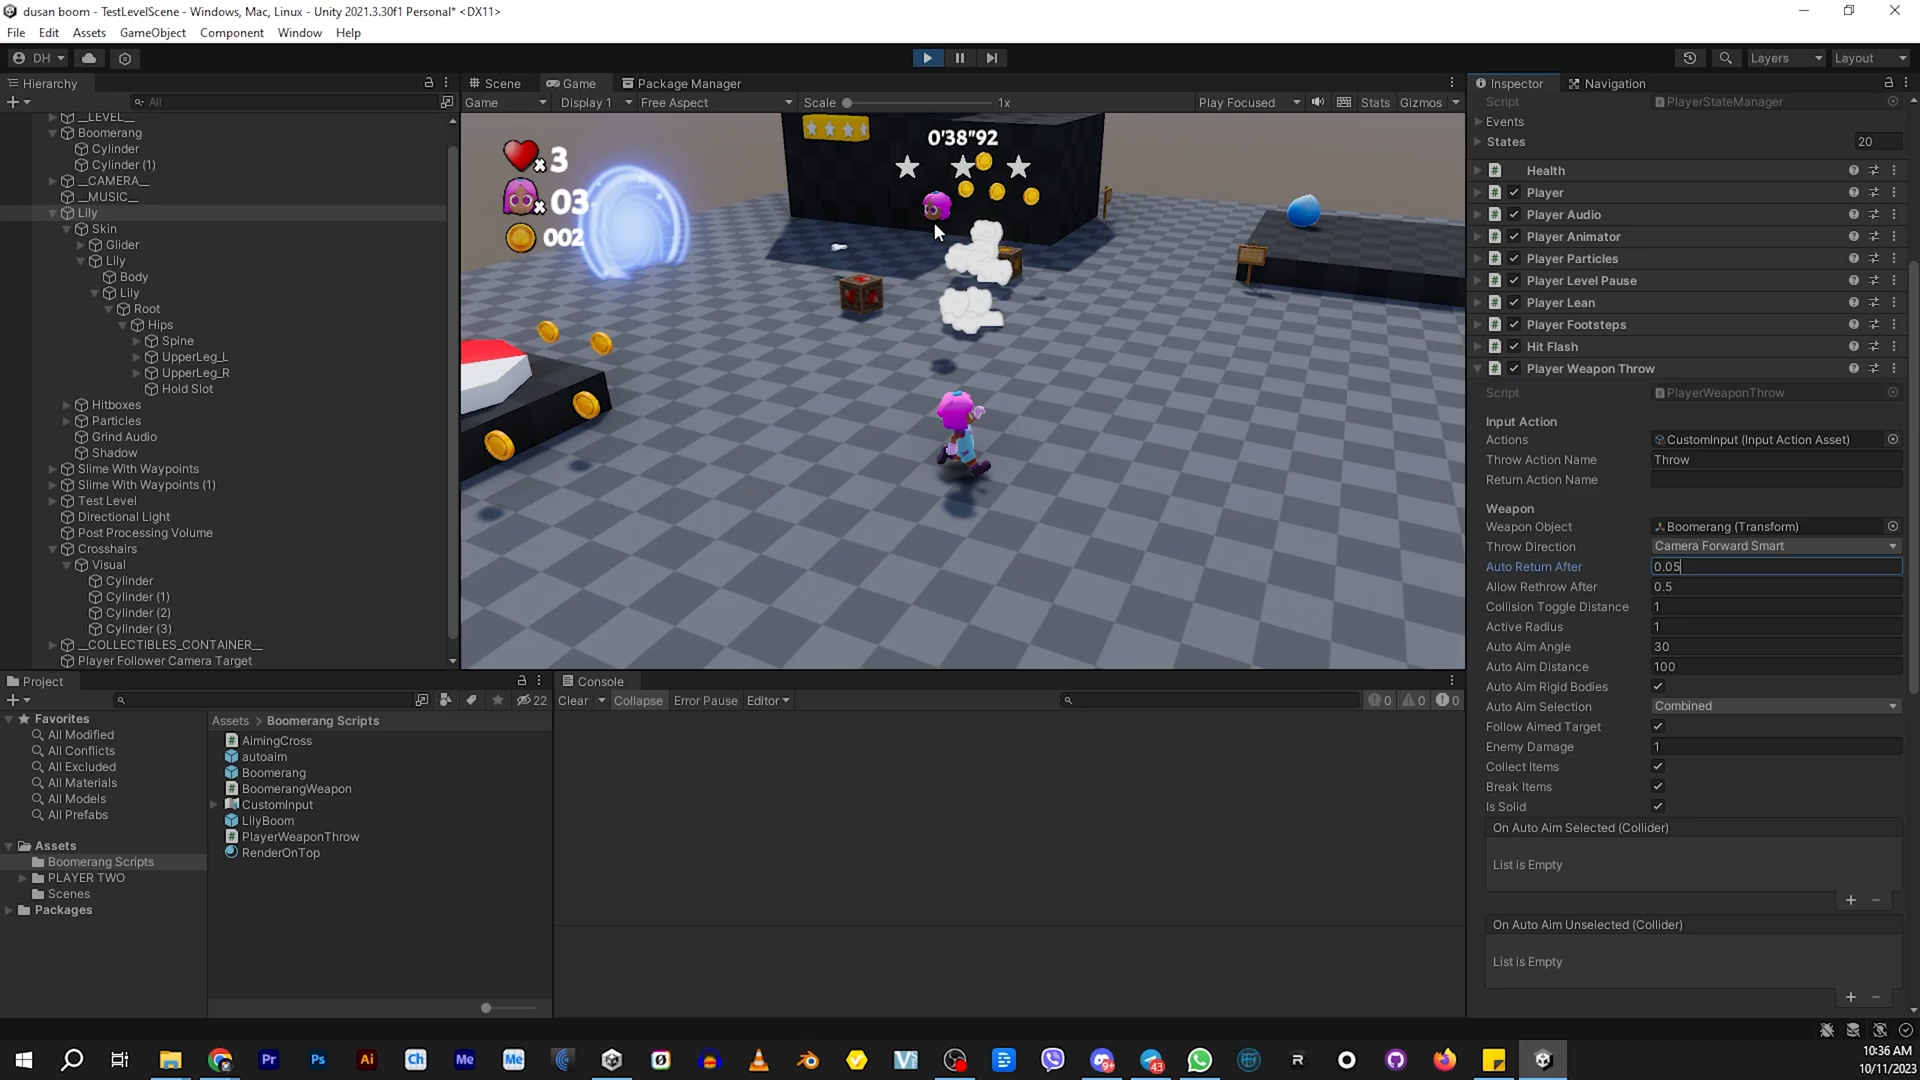 dusan boom - TestLevelScene - Windows, Mac, Linux - Unity 2021.3.30f1 Personal* <DX11>
File Edit Assets GameObject Component Window Help
DH
Layers Layout
Hierarchy
All
__LEVEL__
Boomerang
Cylinder
Cylinder (1)
__CAMERA__
__MUSIC__
Lily
Skin
Glider
Lily
Body
Lily
Root
Hips
Spine
UpperLeg_L
UpperLeg_R
Hold Slot
Hitboxes
Particles
Grind Audio
Shadow
Slime With Waypoints
Slime With Waypoints (1)
Test Level
Directional Light
Post Processing Volume
Crosshairs
Visual
Cylinder
Cylinder (1)
Cylinder (2)
Cylinder (3)
__COLLECTIBLES_CONTAINER__
Player Follower Camera Target
Scene Game Package Manager
Game Display 1 Free Aspect Scale 1x Play Focused Stats Gizmos
0'38"92
x 3
x 03
002
Inspector Navigation
Script PlayerStateManager
Events
States 20
Health
Player
Player Audio
Player Animator
Player Particles
Player Level Pause
Player Lean
Player Footsteps
Hit Flash
Player Weapon Throw
Script PlayerWeaponThrow
Input Action
Actions CustomInput (Input Action Asset)
Throw Action Name Throw
Return Action Name
Weapon
Weapon Object Boomerang (Transform)
Throw Direction Camera Forward Smart
Auto Return After 0.05
Allow Rethrow After 0.5
Collision Toggle Distance 1
Active Radius 1
Auto Aim Angle 30
Auto Aim Distance 100
Auto Aim Rigid Bodies
Auto Aim Selection Combined
Follow Aimed Target
Enemy Damage 1
Collect Items
Break Items
Is Solid
On Auto Aim Selected (Collider)
List is Empty
On Auto Aim Unselected (Collider)
List is Empty
Project
22
Favorites
All Modified
All Conflicts
All Excluded
All Materials
All Models
All Prefabs
Assets
Boomerang Scripts
PLAYER TWO
Scenes
Packages
Assets > Boomerang Scripts
AimingCross
autoaim
Boomerang
BoomerangWeapon
CustomInput
LilyBoom
PlayerWeaponThrow
RenderOnTop
Console
Clear Collapse Error Pause Editor
0 0 0
Pr Ps Ai Ch Me Me
9+
43
10:36 AM
10/11/2023